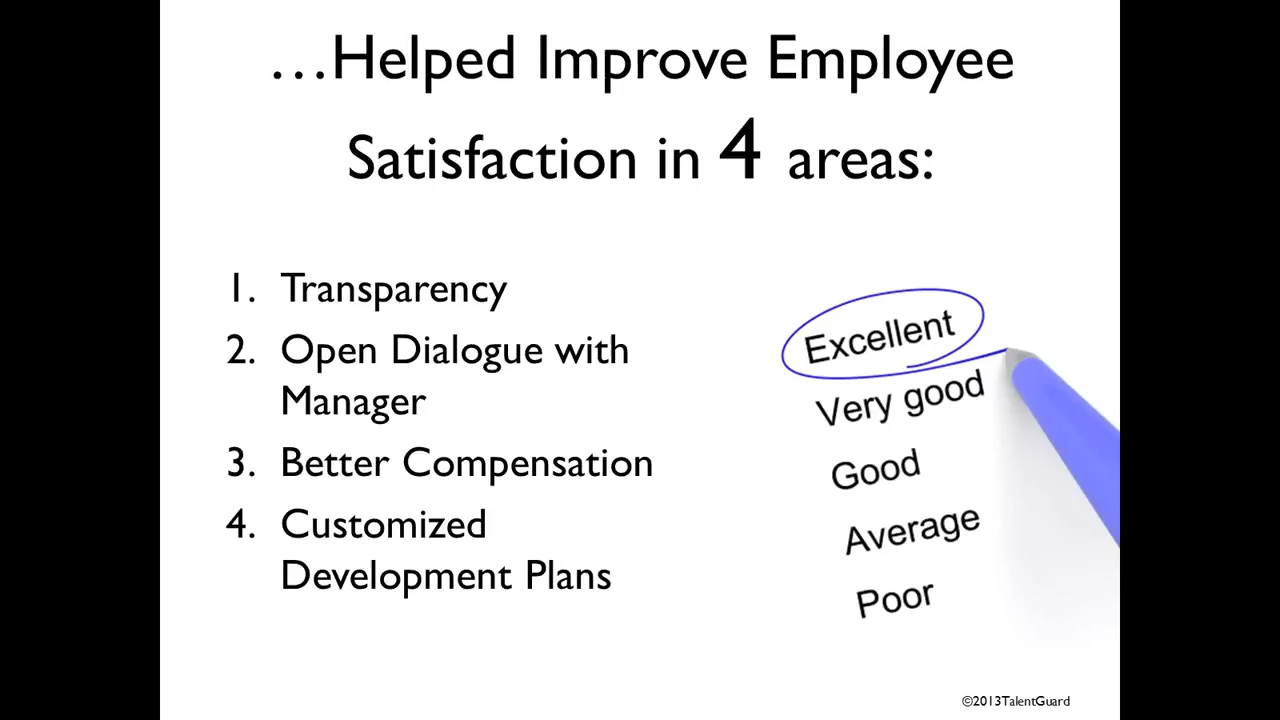 ...Helped Improve Employee
Satisfaction in 4 areas:
1. Transparency
2. Open Dialogue with
Manager
3. Better Compensation
4. Customized
Development Plans
Excellent
Very good
Good
Average
Poor
©2013TalentGuard